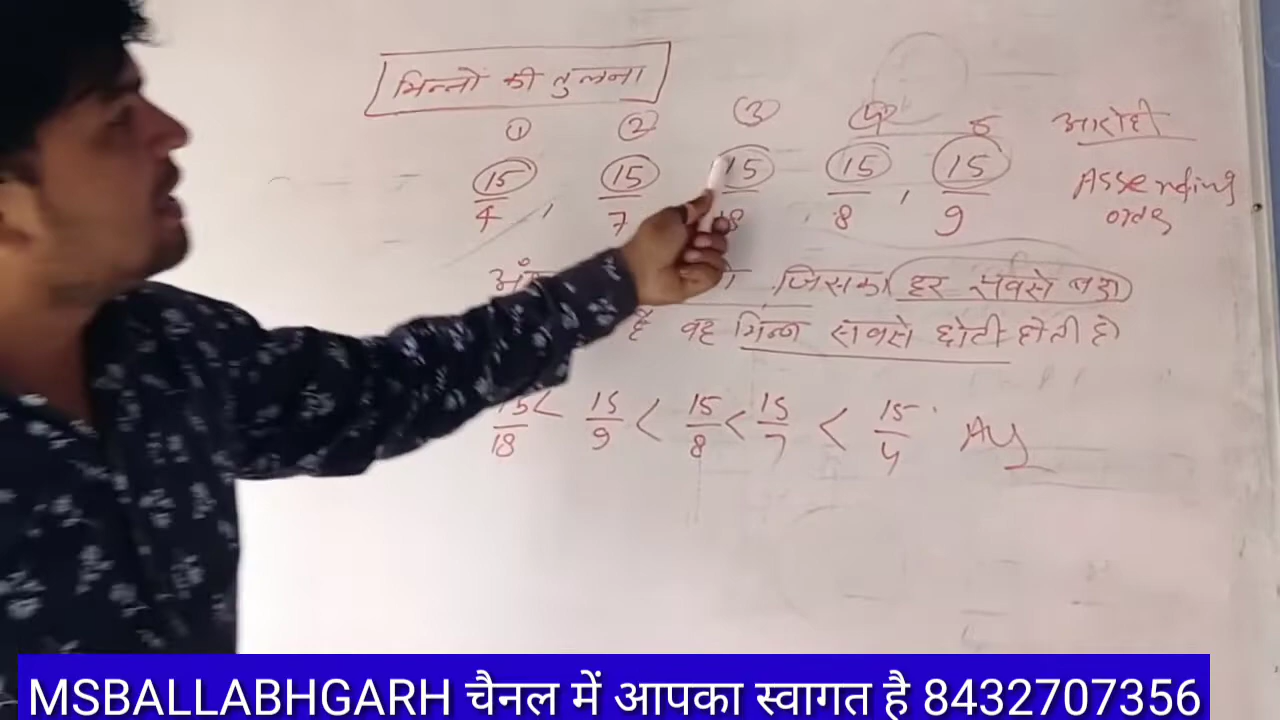 भिन्नों की तुलना
① ② ③ ④ 5 आरोही
15/4 , 15/7 15/18 , 15/8 , 15/9 Assending
order
जिसका हर सबसे बड़ा
है वह भिन्न सबसे छोटी होती है
15/18 < 15/9 < 15/8 < 15/7 < 15/4
MSBALLABHGARH चैनल में आपका स्वागत है 8432707356